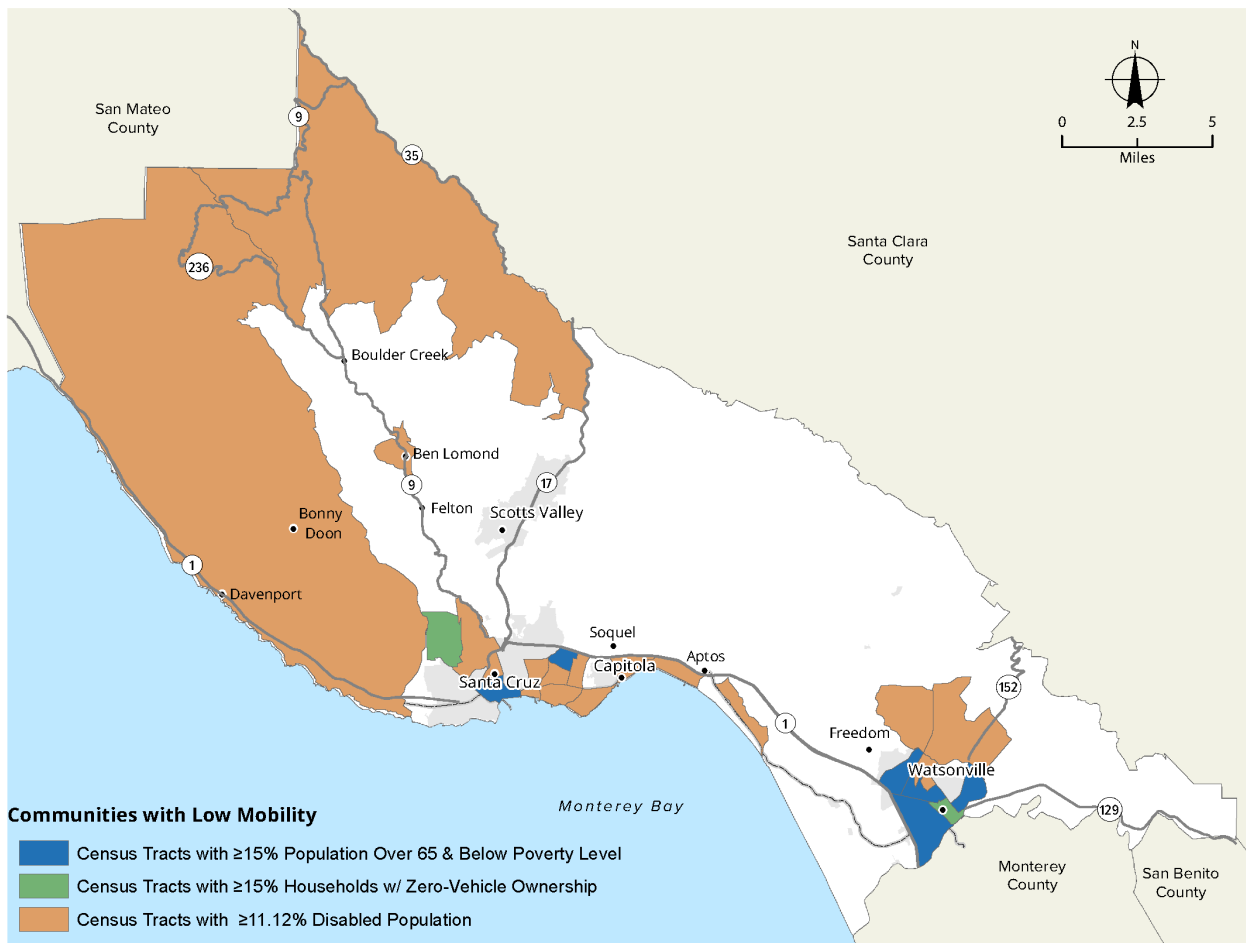 N
0 2.5 5
Miles
San Mateo
County
9
35
Santa Clara
County
236
Boulder Creek
Ben Lomond
9
17
Felton
Scotts Valley
Bonny
Doon
1
Davenport
Soquel
Capitola
Aptos
Santa Cruz
152
1
Freedom
Watsonville
129
Monterey Bay
Monterey
County
San Benito
County
Communities with Low Mobility
Census Tracts with ≥15% Population Over 65 & Below Poverty Level
Census Tracts with ≥15% Households w/ Zero-Vehicle Ownership
Census Tracts with ≥11.12% Disabled Population